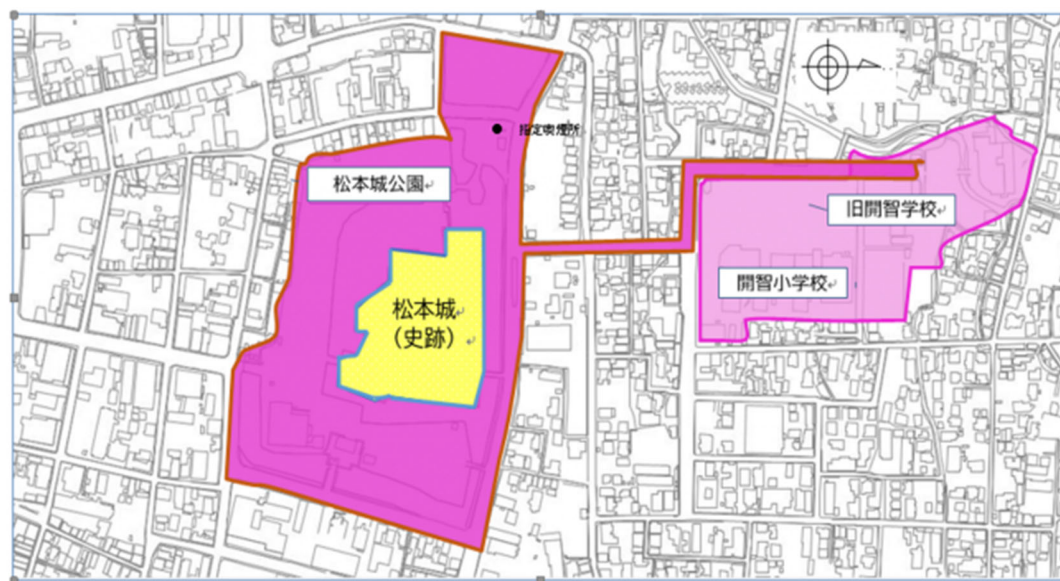 指定喫煙所
松本城公園
旧開智学校
開智小学校
松本城
（史跡）